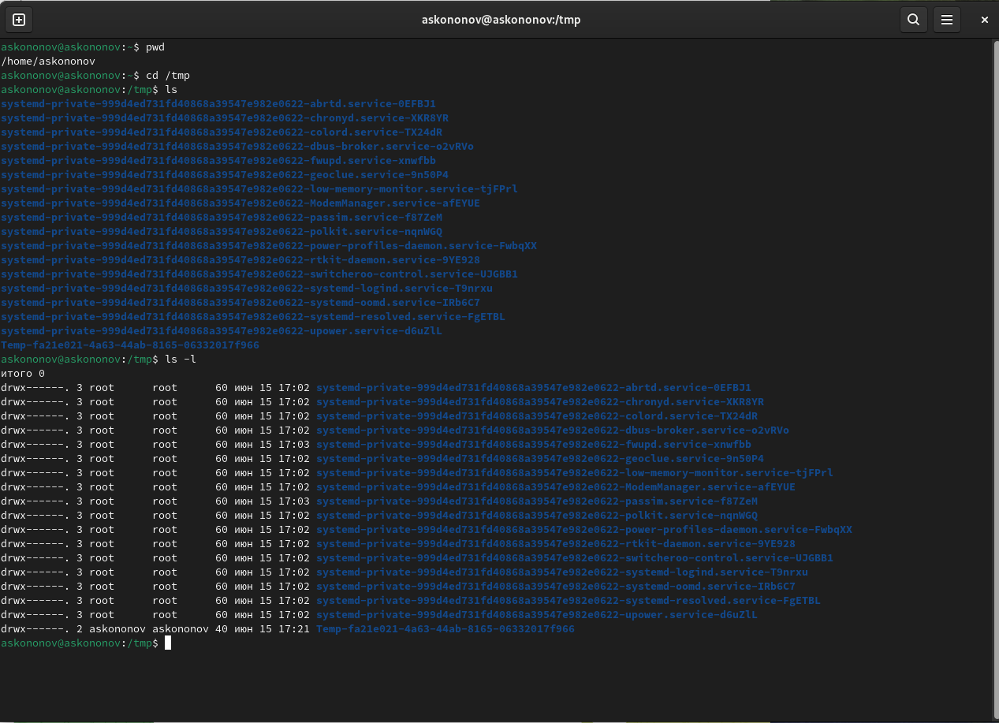 askononov@askononov:/tmp
askononov@askononov:~$ pwd
/home/askononov
askononov@askononov:~$ cd /tmp
askononov@askononov:/tmp$ ls
systemd-private-999d4ed731fd40868a39547e982e0622-abrtd.service-0EFBJ1
systemd-private-999d4ed731fd40868a39547e982e0622-chronyd.service-XKR8YR
systemd-private-999d4ed731fd40868a39547e982e0622-colord.service-TX24dR
systemd-private-999d4ed731fd40868a39547e982e0622-dbus-broker.service-o2vRVo
systemd-private-999d4ed731fd40868a39547e982e0622-fwupd.service-xnwfbb
systemd-private-999d4ed731fd40868a39547e982e0622-geoclue.service-9n50P4
systemd-private-999d4ed731fd40868a39547e982e0622-low-memory-monitor.service-tjFPrl
systemd-private-999d4ed731fd40868a39547e982e0622-ModemManager.service-afEYUE
systemd-private-999d4ed731fd40868a39547e982e0622-passim.service-f87ZeM
systemd-private-999d4ed731fd40868a39547e982e0622-polkit.service-nqnWGQ
systemd-private-999d4ed731fd40868a39547e982e0622-power-profiles-daemon.service-FwbqXX
systemd-private-999d4ed731fd40868a39547e982e0622-rtkit-daemon.service-9YE928
systemd-private-999d4ed731fd40868a39547e982e0622-switcheroo-control.service-UJGBB1
systemd-private-999d4ed731fd40868a39547e982e0622-systemd-logind.service-T9nrxu
systemd-private-999d4ed731fd40868a39547e982e0622-systemd-oomd.service-IRb6C7
systemd-private-999d4ed731fd40868a39547e982e0622-systemd-resolved.service-FgETBL
systemd-private-999d4ed731fd40868a39547e982e0622-upower.service-d6uZlL
Temp-fa21e021-4a63-44ab-8165-06332017f966
askononov@askononov:/tmp$ ls -l
итого 0
drwx------. 3 root      root      60 июн 15 17:02 systemd-private-999d4ed731fd40868a39547e982e0622-abrtd.service-0EFBJ1
drwx------. 3 root      root      60 июн 15 17:02 systemd-private-999d4ed731fd40868a39547e982e0622-chronyd.service-XKR8YR
drwx------. 3 root      root      60 июн 15 17:02 systemd-private-999d4ed731fd40868a39547e982e0622-colord.service-TX24dR
drwx------. 3 root      root      60 июн 15 17:02 systemd-private-999d4ed731fd40868a39547e982e0622-dbus-broker.service-o2vRVo
drwx------. 3 root      root      60 июн 15 17:03 systemd-private-999d4ed731fd40868a39547e982e0622-fwupd.service-xnwfbb
drwx------. 3 root      root      60 июн 15 17:02 systemd-private-999d4ed731fd40868a39547e982e0622-geoclue.service-9n50P4
drwx------. 3 root      root      60 июн 15 17:02 systemd-private-999d4ed731fd40868a39547e982e0622-low-memory-monitor.service-tjFPrl
drwx------. 3 root      root      60 июн 15 17:02 systemd-private-999d4ed731fd40868a39547e982e0622-ModemManager.service-afEYUE
drwx------. 3 root      root      60 июн 15 17:03 systemd-private-999d4ed731fd40868a39547e982e0622-passim.service-f87ZeM
drwx------. 3 root      root      60 июн 15 17:02 systemd-private-999d4ed731fd40868a39547e982e0622-polkit.service-nqnWGQ
drwx------. 3 root      root      60 июн 15 17:02 systemd-private-999d4ed731fd40868a39547e982e0622-power-profiles-daemon.service-FwbqXX
drwx------. 3 root      root      60 июн 15 17:02 systemd-private-999d4ed731fd40868a39547e982e0622-rtkit-daemon.service-9YE928
drwx------. 3 root      root      60 июн 15 17:02 systemd-private-999d4ed731fd40868a39547e982e0622-switcheroo-control.service-UJGBB1
drwx------. 3 root      root      60 июн 15 17:02 systemd-private-999d4ed731fd40868a39547e982e0622-systemd-logind.service-T9nrxu
drwx------. 3 root      root      60 июн 15 17:02 systemd-private-999d4ed731fd40868a39547e982e0622-systemd-oomd.service-IRb6C7
drwx------. 3 root      root      60 июн 15 17:02 systemd-private-999d4ed731fd40868a39547e982e0622-systemd-resolved.service-FgETBL
drwx------. 3 root      root      60 июн 15 17:02 systemd-private-999d4ed731fd40868a39547e982e0622-upower.service-d6uZlL
drwx------. 2 askononov askononov 40 июн 15 17:21 Temp-fa21e021-4a63-44ab-8165-06332017f966
askononov@askononov:/tmp$